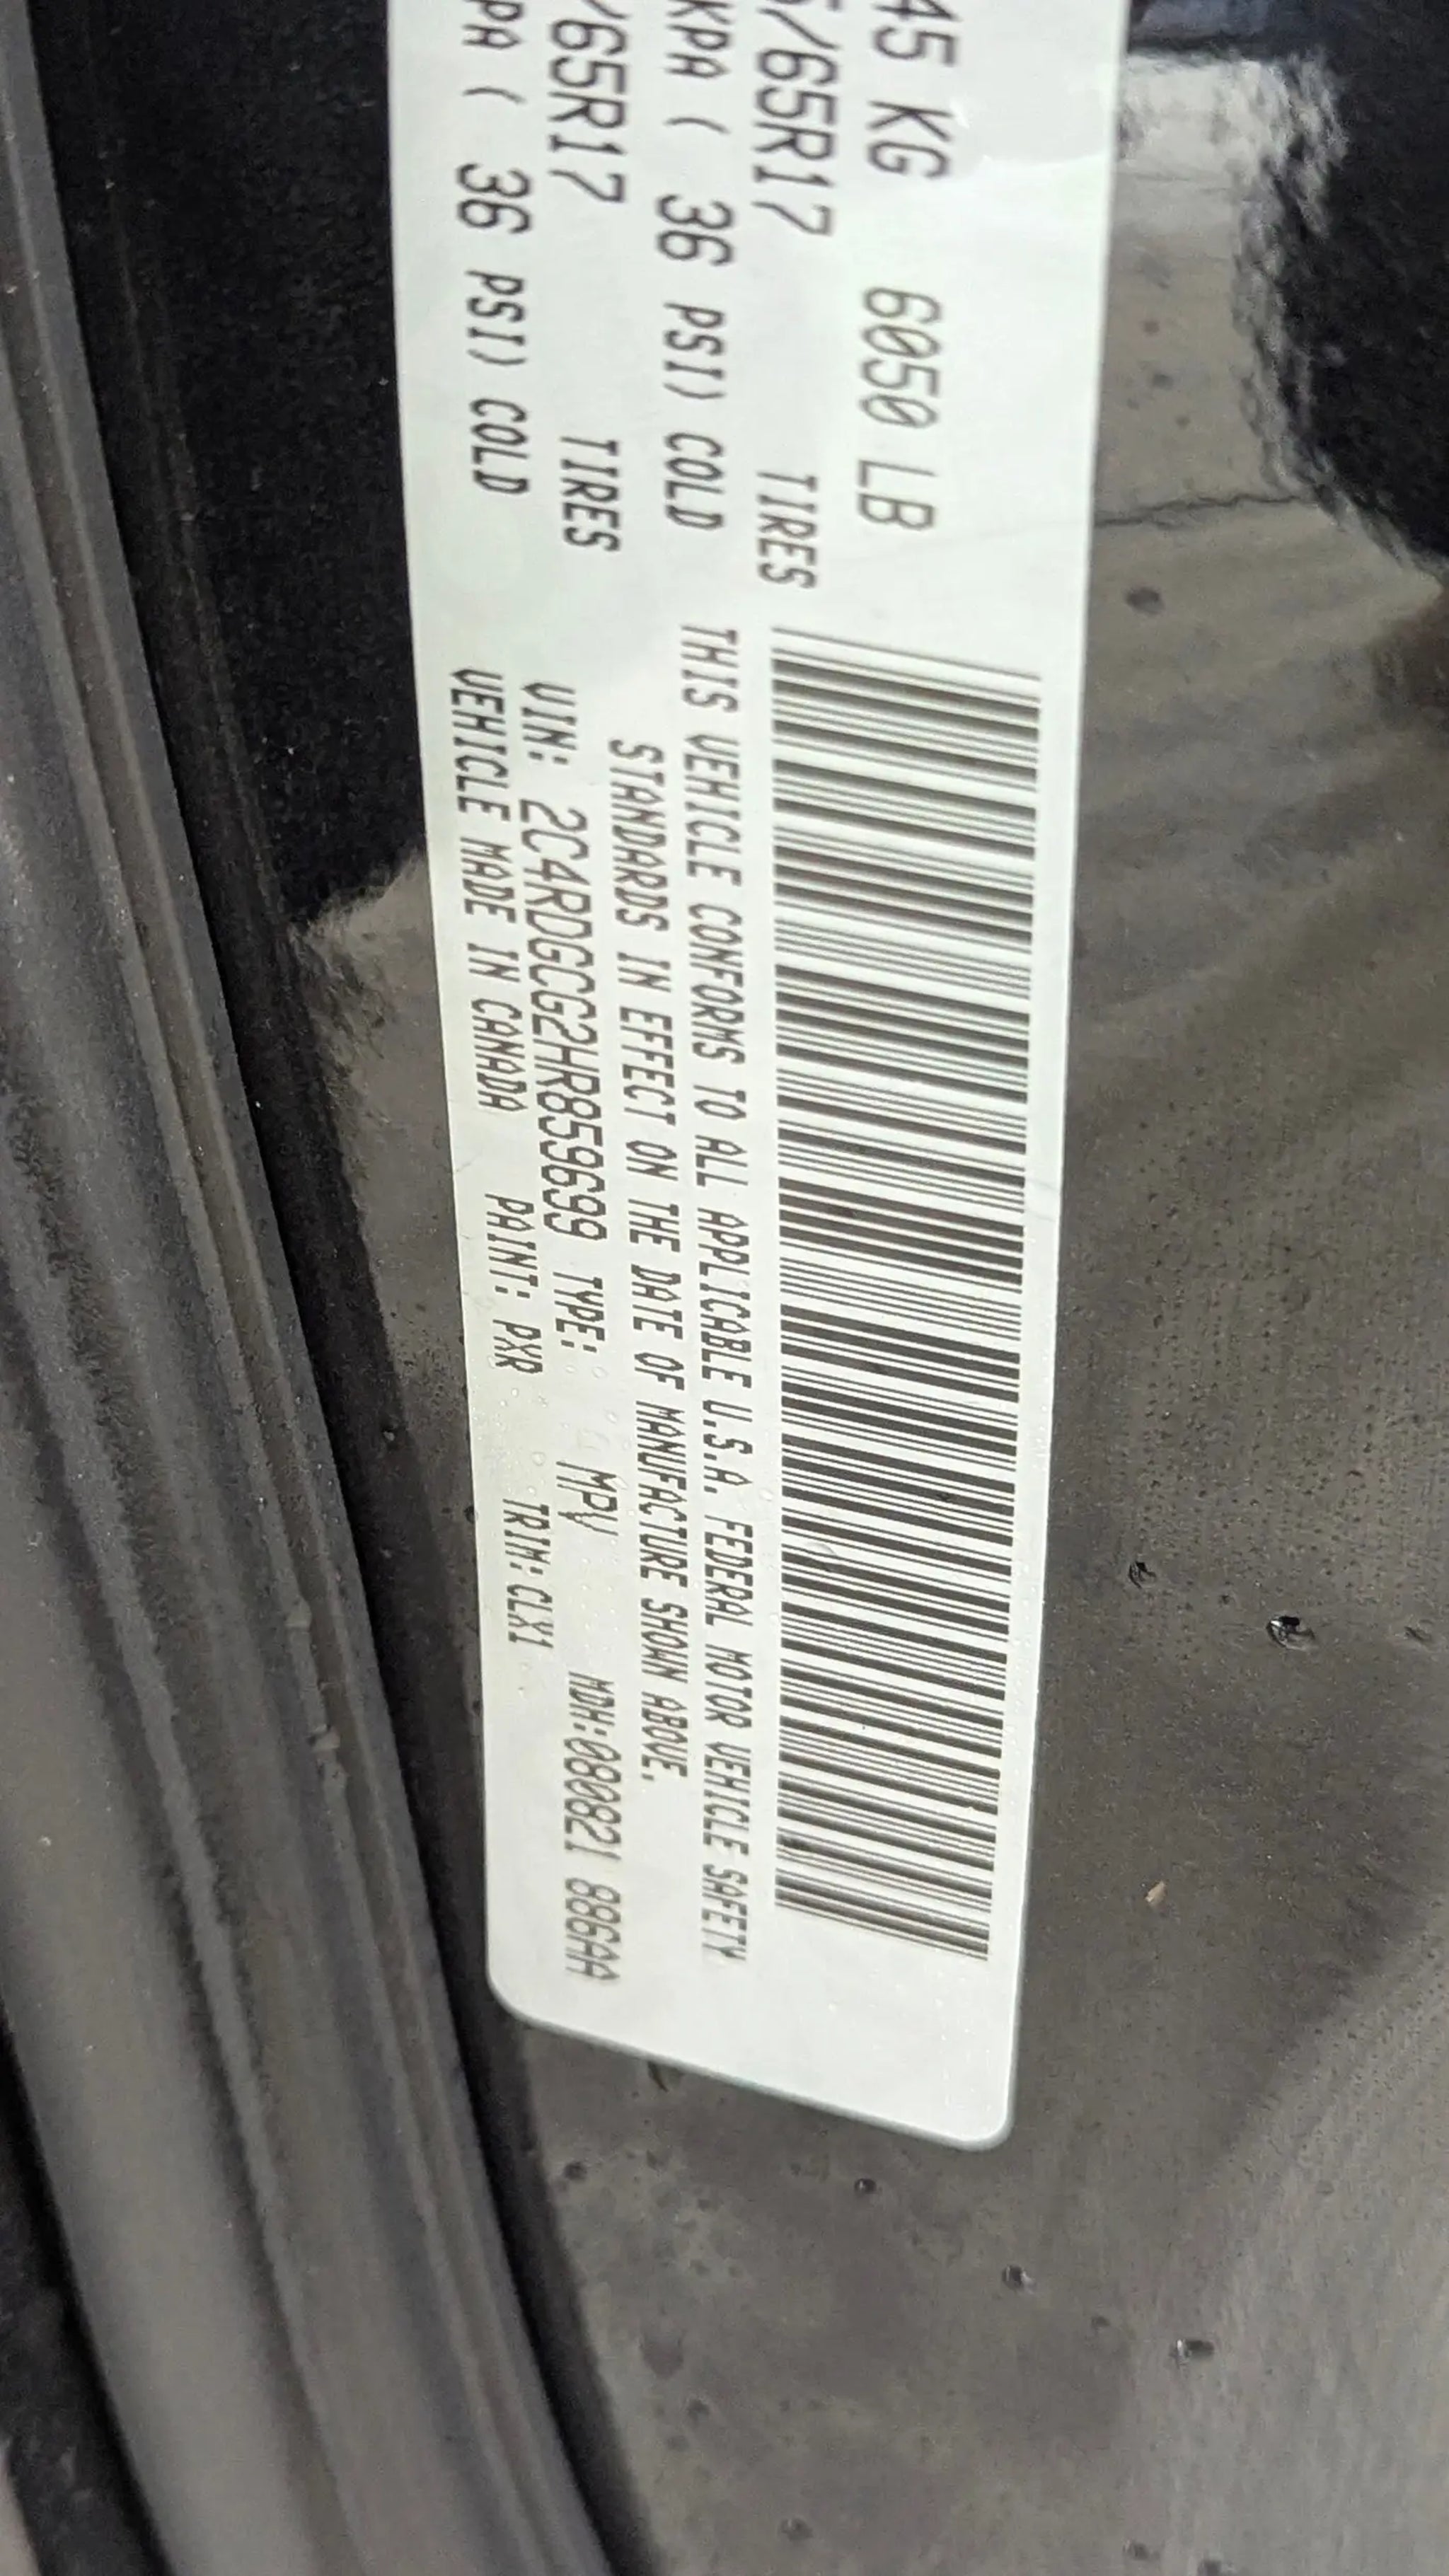 45 KG 6050 LB
5/65R17 TIRES
KPA ( 36 PSI) COLD
/65R17 TIRES
PA ( 36 PSI) COLD
THIS VEHICLE CONFORMS TO ALL APPLICABLE U.S.A. FEDERAL MOTOR VEHICLE SAFETY
STANDARDS IN EFFECT ON THE DATE OF MANUFACTURE SHOWN ABOVE.
VIN: 2C4RDGCG2HR859699 TYPE: MPV MDH:080821 886AA
VEHICLE MADE IN CANADA PAINT: PXR TRIM:CLX1